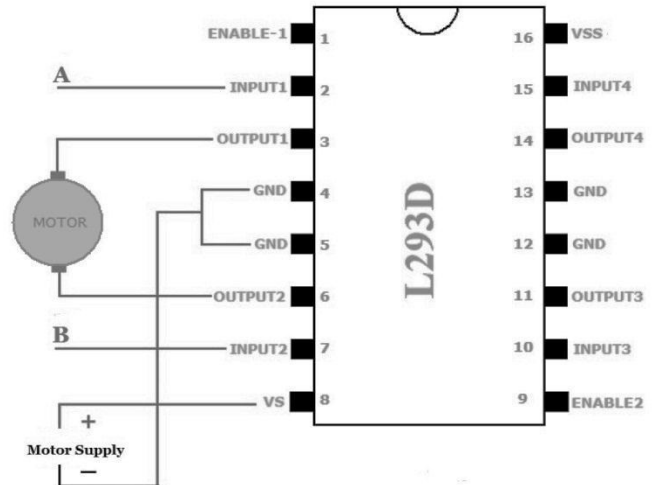 ENABLE-1 1 16 VSS
A
INPUT1 2 15 INPUT4
OUTPUT1 3 14 OUTPUT4
GND 4 13 GND
MOTOR
L293D
GND 5 12 GND
OUTPUT2 6 11 OUTPUT3
B
INPUT2 7 10 INPUT3
VS 8 9 ENABLE2
+
Motor Supply
−